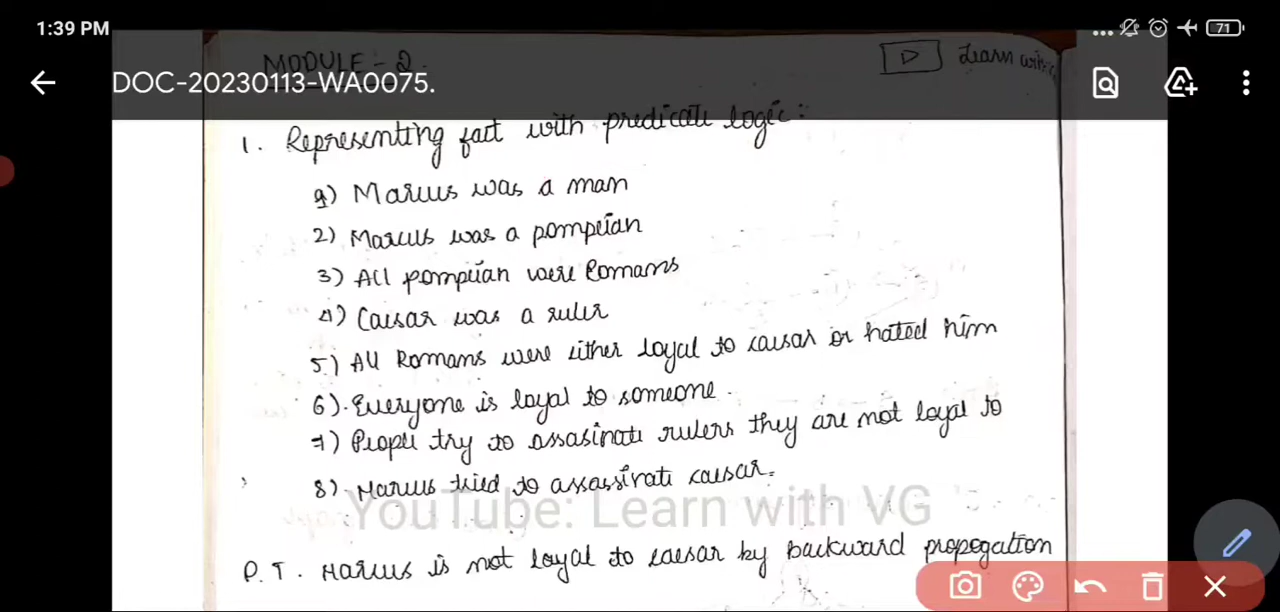 1:39 PM
71
MODULE - 2.
Learn with
DOC-20230113-WA0075.
1. Representing fact with predicate logic:
1) Marcus was a man
2) Marcus was a pompeian
3) All pompeian were Romans
4) Caesar was a ruler
5) All Romans were either loyal to caesar or hated him
6). Everyone is loyal to someone.
7) People try to assasinate rulers they are not loyal to
8) Marcus tried to assassinate caesar.
YouTube: Learn with VG
P.T. Marcus is not loyal to caesar by backward propogation